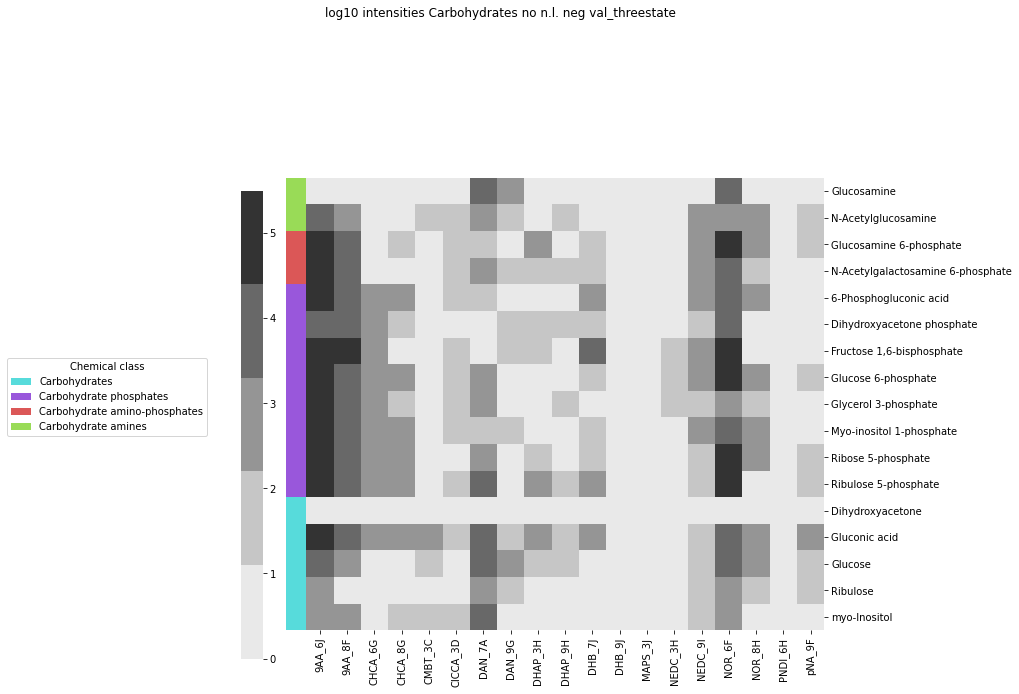 log10 intensities Carbohydrates no n.l. neg val_threestate
Glucosamine
N-Acetylglucosamine
Glucosamine 6-phosphate
N-Acetylgalactosamine 6-phosphate
6-Phosphogluconic acid
Dihydroxyacetone phosphate
Fructose 1,6-bisphosphate
Glucose 6-phosphate
Glycerol 3-phosphate
Myo-inositol 1-phosphate
Ribose 5-phosphate
Ribulose 5-phosphate
Dihydroxyacetone
Gluconic acid
Glucose
Ribulose
myo-Inositol
5
4
3
2
1
0
Chemical class
Carbohydrates
Carbohydrate phosphates
Carbohydrate amino-phosphates
Carbohydrate amines
9AA_6J
9AA_8F
CHCA_6G
CHCA_8G
CMBT_3C
ClCCA_3D
DAN_7A
DAN_9G
DHAP_3H
DHAP_9H
DHB_7J
DHB_9J
MAPS_3J
NEDC_3H
NEDC_9I
NOR_6F
NOR_8H
PNDI_6H
pNA_9F